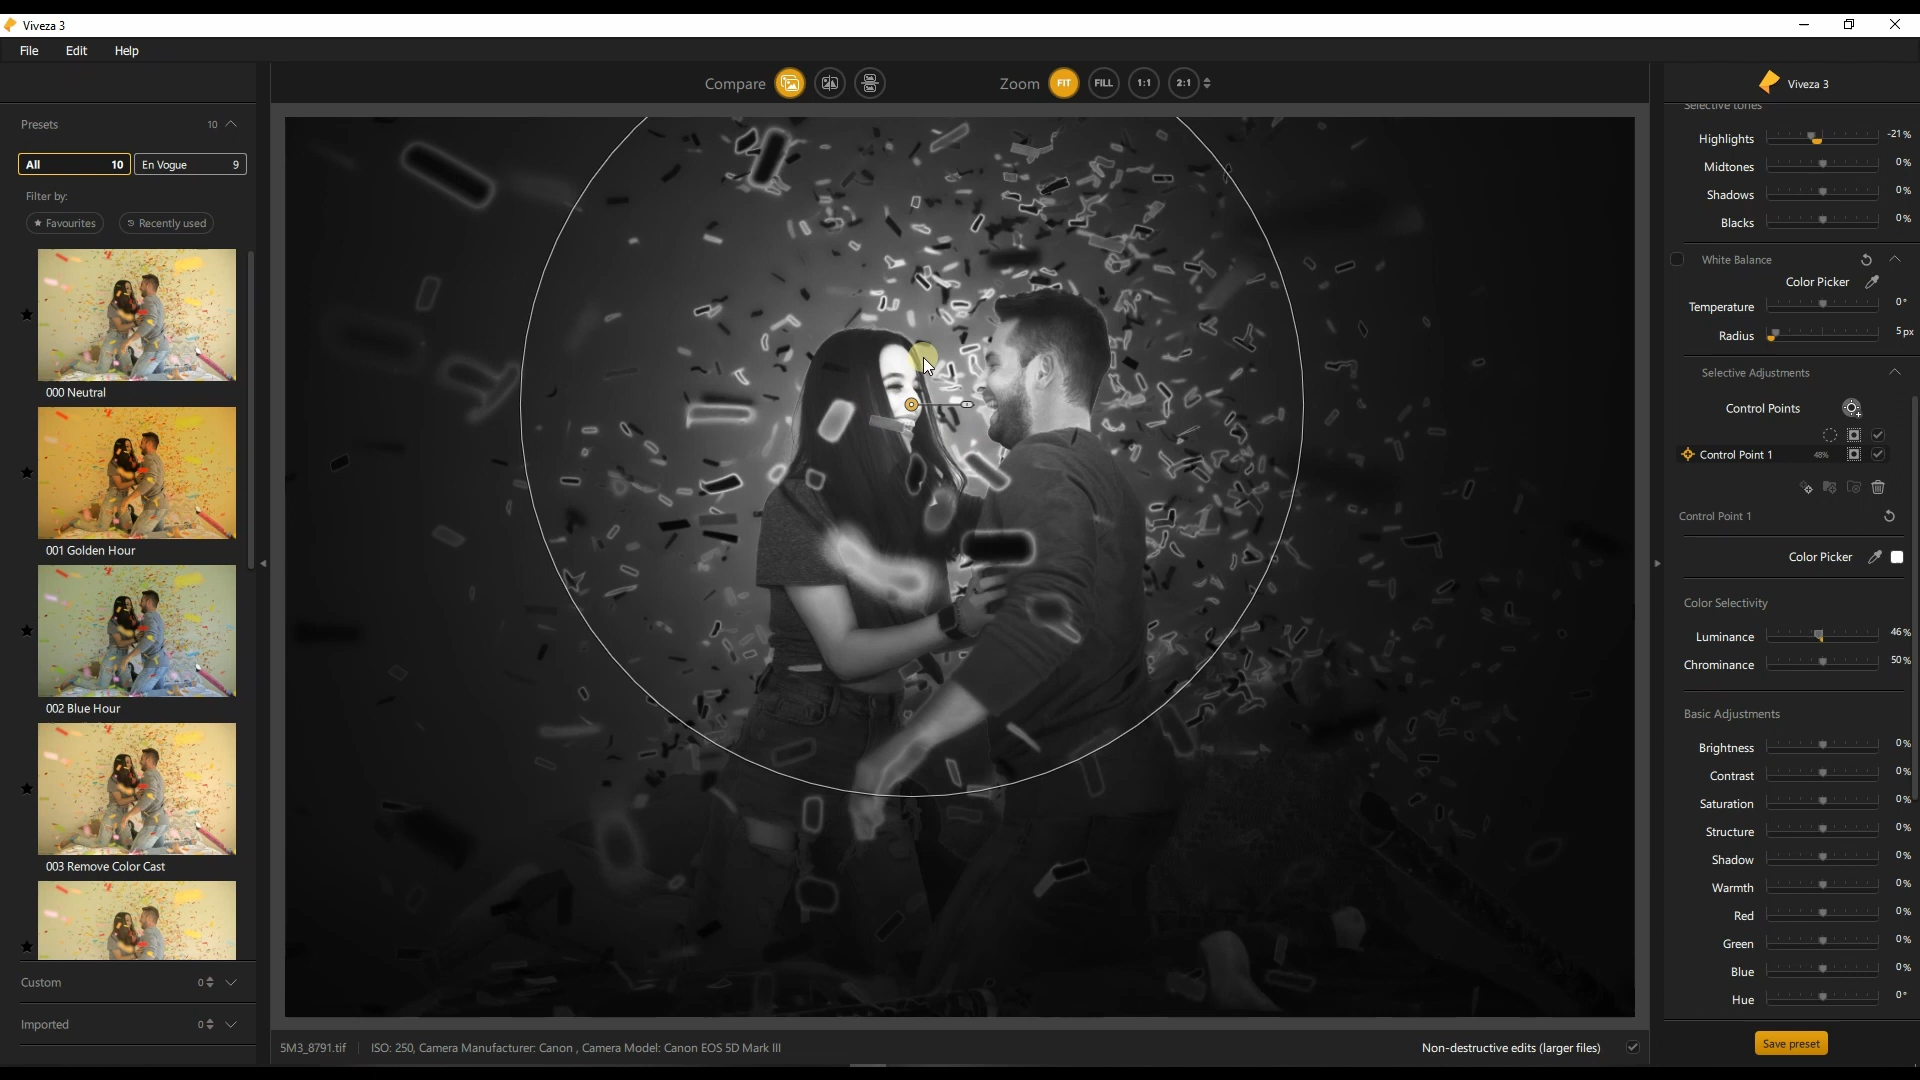 Viveza 3
File Edit Help
Compare
Zoom FIT FILL 1:1 2:1
Viveza 3
Presets 10
All 10 En Vogue 9
Filter by:
Favourites Recently used
000 Neutral
001 Golden Hour
002 Blue Hour
003 Remove Color Cast
Custom 0
Imported 0
5M3_8791.tif ISO: 250, Camera Manufacturer: Canon , Camera Model: Canon EOS 5D Mark III
Non-destructive edits (larger files)
Selective tones
Highlights -21 %
Midtones 0 %
Shadows 0 %
Blacks 0 %
White Balance
Color Picker
Temperature 0 °
Radius 5 px
Selective Adjustments
Control Points
Control Point 1 48%
Control Point 1
Color Picker
Color Selectivity
Luminance 46 %
Chrominance 50 %
Basic Adjustments
Brightness 0 %
Contrast 0 %
Saturation 0 %
Structure 0 %
Shadow 0 %
Warmth 0 %
Red 0 %
Green 0 %
Blue 0 %
Hue 0 °
Save preset